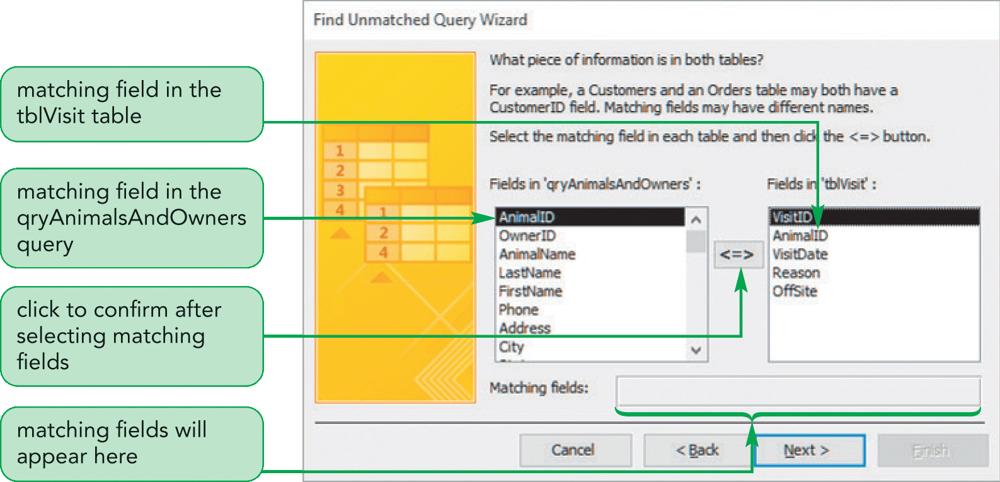 Find Unmatched Query Wizard
matching field in the
tblVisit table
matching field in the
qryAnimalsAndOwners
query
click to confirm after
selecting matching
fields
matching fields will
appear here
1
2
3
4
1
2
4
What piece of information is in both tables?
For example, a Customers and an Orders table may both have a
CustomerID field. Matching fields may have different names.
Select the matching field in each table and then click the <=> button.
Fields in 'qryAnimalsAndOwners' :
AnimalID
OwnerID
AnimalName
LastName
FirstName
Phone
Address
City
<=>
Fields in 'tblVisit' :
VisitID
AnimalID
VisitDate
Reason
OffSite
Matching fields:
Cancel
< Back
Next >
Finish